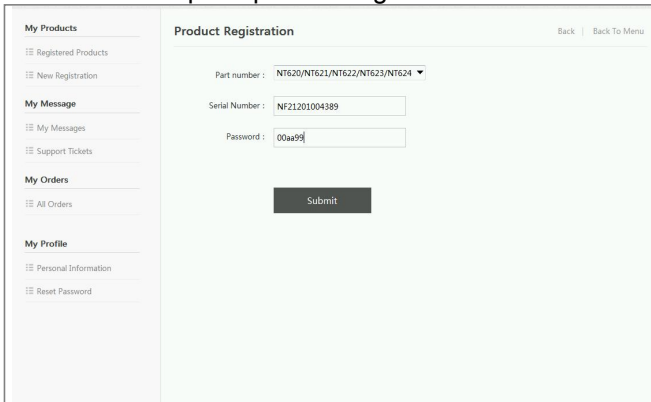 My Products
Registered Products
New Registration
My Message
My Messages
Support Tickets
My Orders
All Orders
My Profile
Personal Information
Reset Password
Product Registration
Back | Back To Menu
Part number : NT620/NT621/NT622/NT623/NT624
Serial Number : NF21201004389
Password : 00aa99
Submit